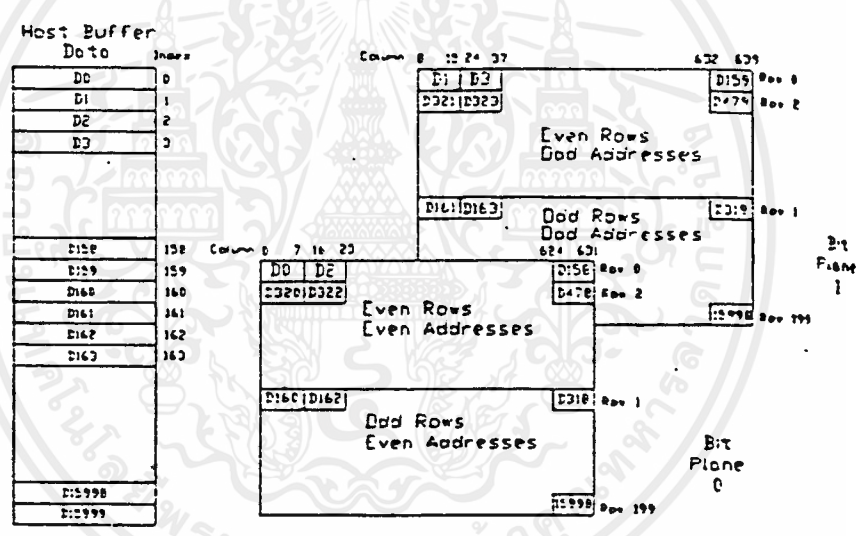 Host Buffer
Data
Index
D0 0
D1 1
D2 2
D3 3
D158 158
D159 159
D160 160
D161 161
D162 162
D163 163
D15998
D15999
Column 8 15 24 37 632 639
D1 D3 D159 Row 0
D321 D323 D479 Row 2
Even Rows
Odd Addresses
D161 D163 D319 Row 1
Odd Rows
Odd Addresses
Row 199
Bit
Plane
1
Column 0 7 16 23 624 631
D0 D2 D158 Row 0
D320 D322 D478 Row 2
Even Rows
Even Addresses
D160 D162 D318 Row 1
Odd Rows
Even Addresses
D15998 Row 199
Bit
Plane
0